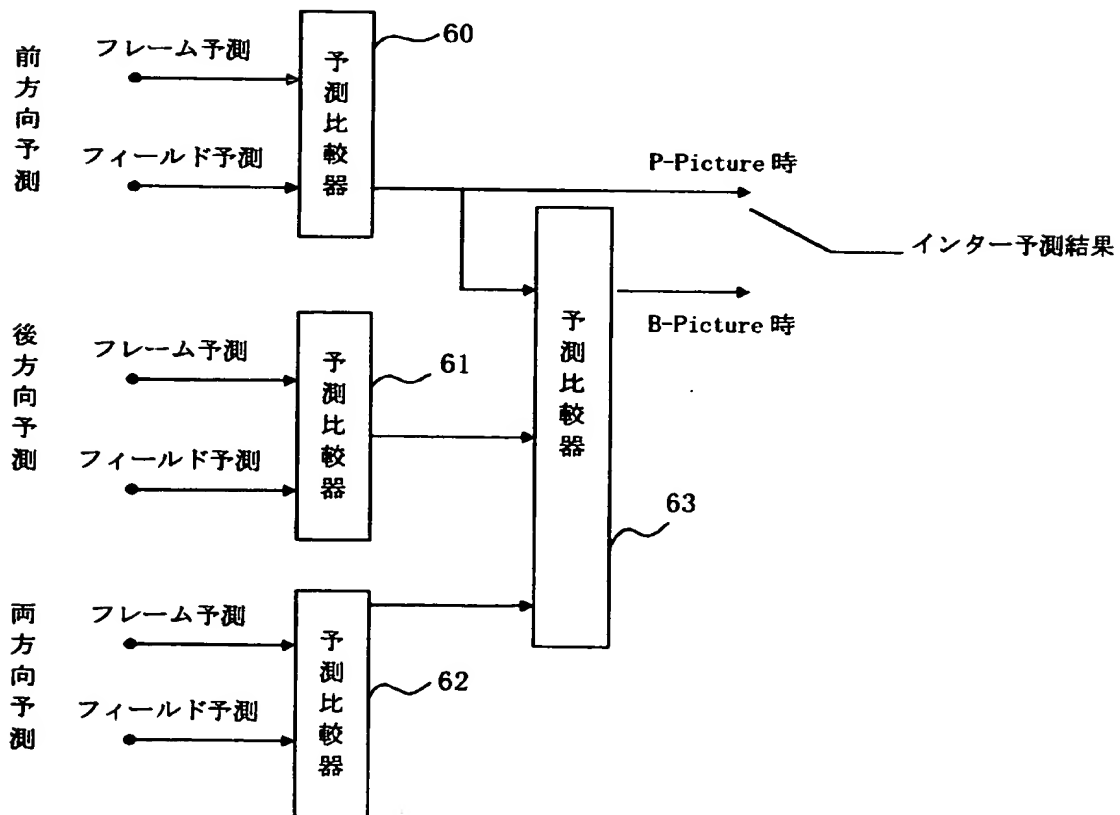 前方向予測
フレーム予測
フィールド予測
予測比較器
60
P-Picture 時
インター予測結果
B-Picture 時
後方向予測
フレーム予測
フィールド予測
予測比較器
61
予測比較器
63
両方向予測
フレーム予測
フィールド予測
予測比較器
62